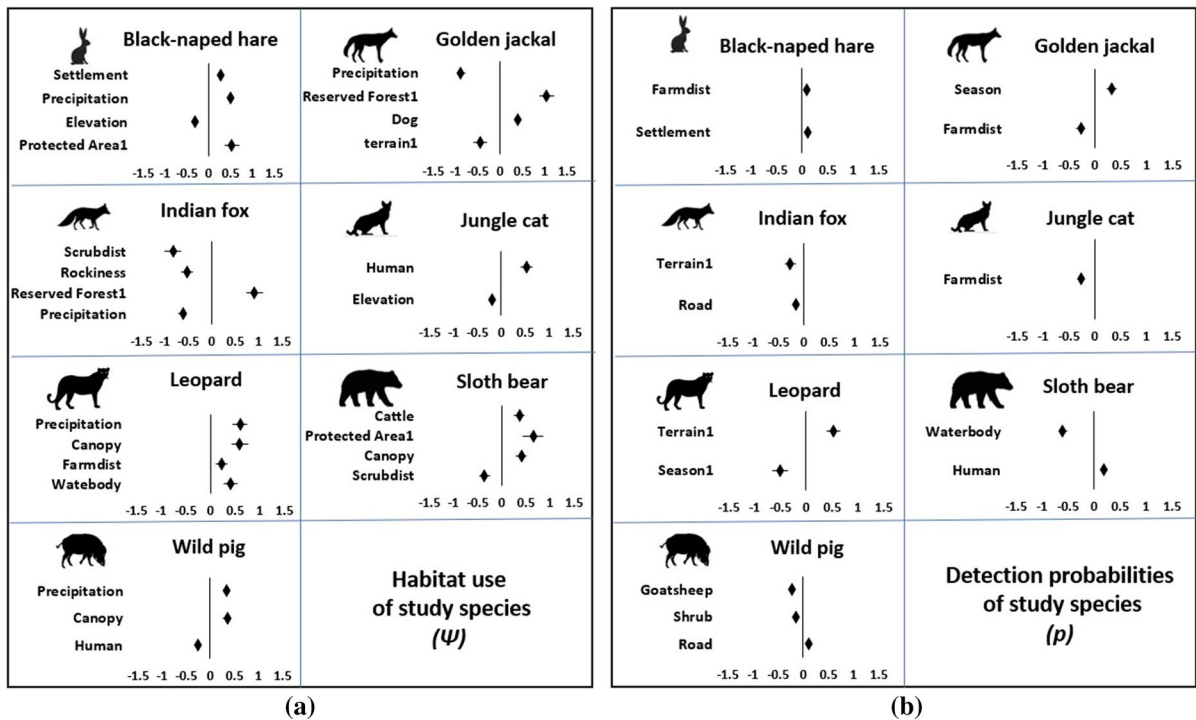 Black-naped hare
Settlement
Precipitation
Elevation
Protected Area1
-1.5 -1 -0.5 0 0.5 1 1.5
Golden jackal
Precipitation
Reserved Forest1
Dog
terrain1
-1.5 -1 -0.5 0 0.5 1 1.5
Indian fox
Scrubdist
Rockiness
Reserved Forest1
Precipitation
-1.5 -1 -0.5 0 0.5 1 1.5
Jungle cat
Human
Elevation
-1.5 -1 -0.5 0 0.5 1 1.5
Leopard
Precipitation
Canopy
Farmdist
Watebody
-1.5 -1 -0.5 0 0.5 1 1.5
Sloth bear
Cattle
Protected Area1
Canopy
Scrubdist
-1.5 -1 -0.5 0 0.5 1 1.5
Wild pig
Precipitation
Canopy
Human
-1.5 -1 -0.5 0 0.5 1 1.5
Habitat use
of study species
(Ψ)
(a)
Black-naped hare
Farmdist
Settlement
-1.5 -1 -0.5 0 0.5 1 1.5
Golden jackal
Season
Farmdist
-1.5 -1 -0.5 0 0.5 1 1.5
Indian fox
Terrain1
Road
-1.5 -1 -0.5 0 0.5 1 1.5
Jungle cat
Farmdist
-1.5 -1 -0.5 0 0.5 1 1.5
Leopard
Terrain1
Season1
-1.5 -1 -0.5 0 0.5 1 1.5
Sloth bear
Waterbody
Human
-1.5 -1 -0.5 0 0.5 1 1.5
Wild pig
Goatsheep
Shrub
Road
-1.5 -1 -0.5 0 0.5 1 1.5
Detection probabilities
of study species
(p)
(b)